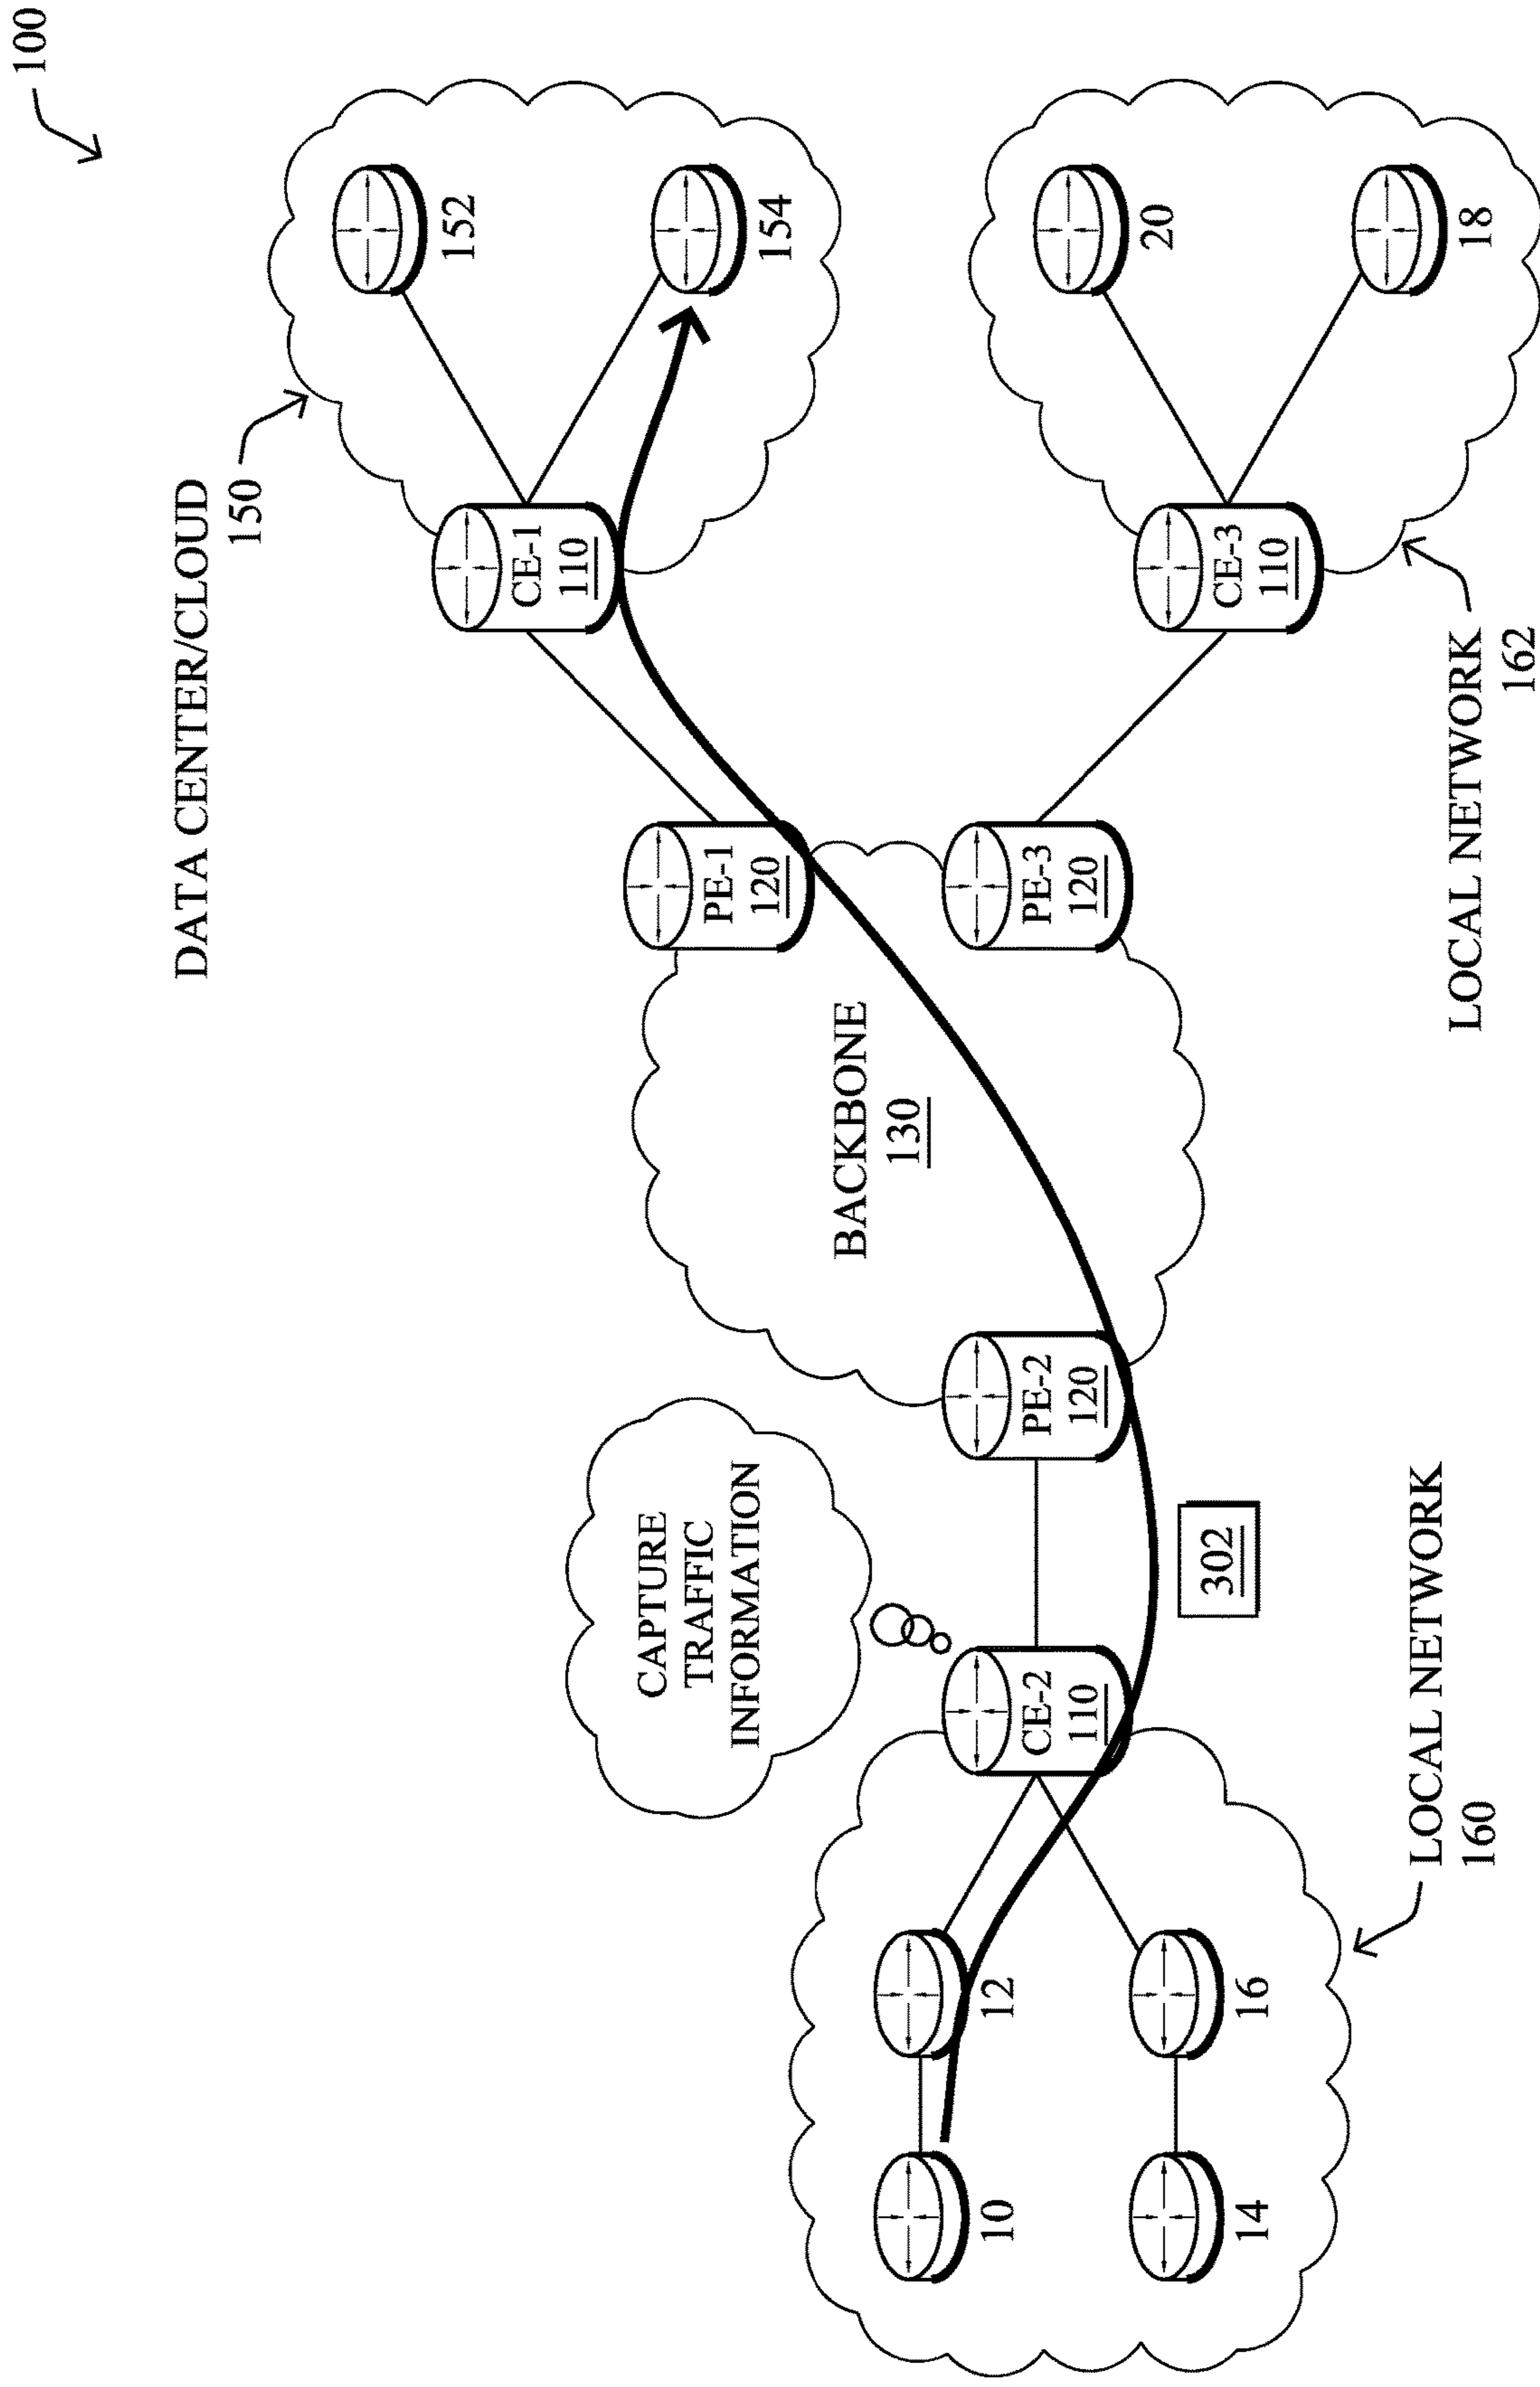 100
DATA CENTER/CLOUD
150
152
CE-1
110
154
PE-1
120
CAPTURE
TRAFFIC
INFORMATION
BACKBONE
130
10
12
CE-2
110
PE-2
120
PE-3
120
20
CE-3
110
18
14
16
302
LOCAL NETWORK
160
LOCAL NETWORK
162